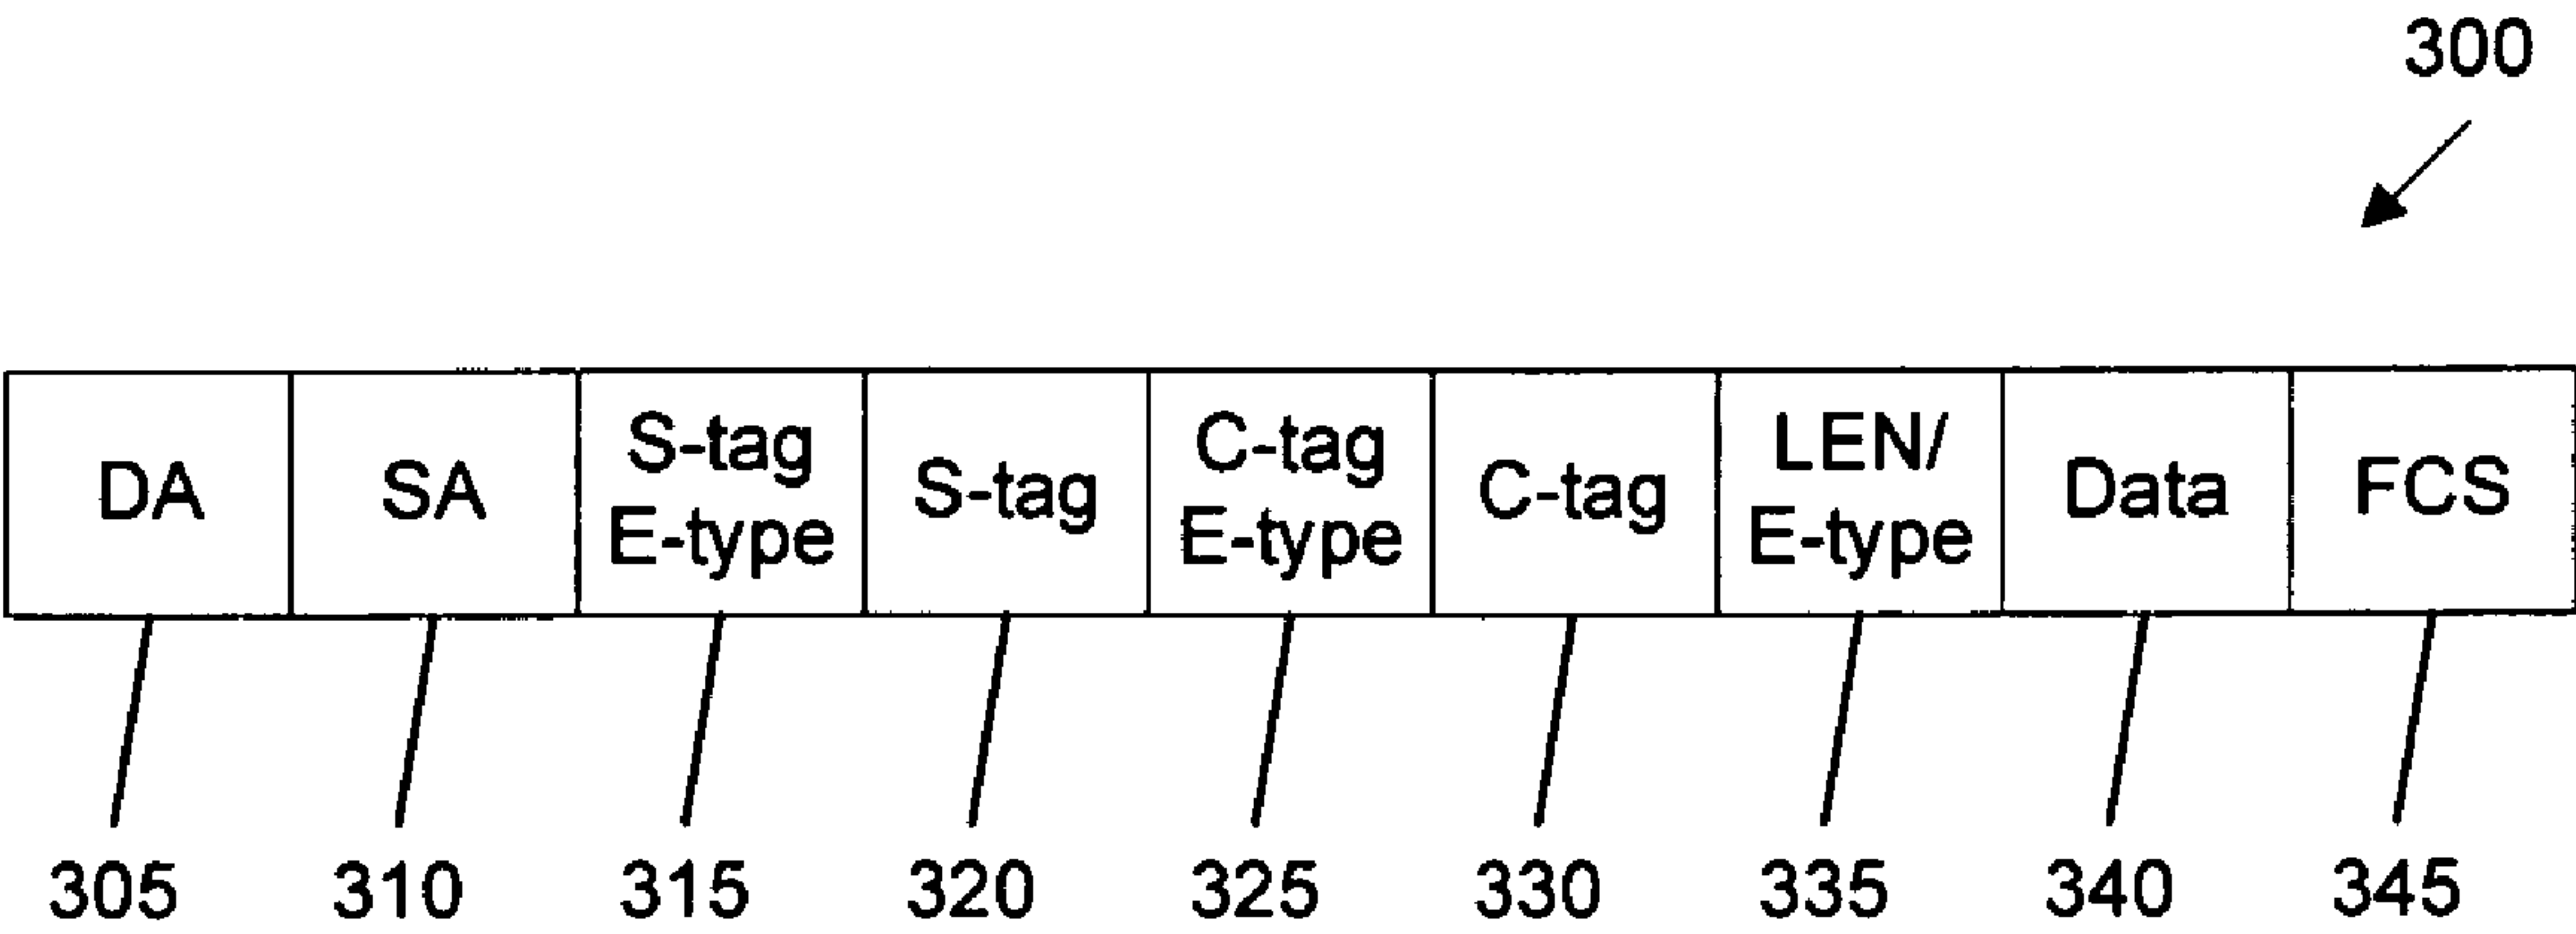 300
DA
SA
S-tag
E-type
S-tag
C-tag
E-type
C-tag
LEN/
E-type
Data
FCS
305
310
315
320
325
330
335
340
345